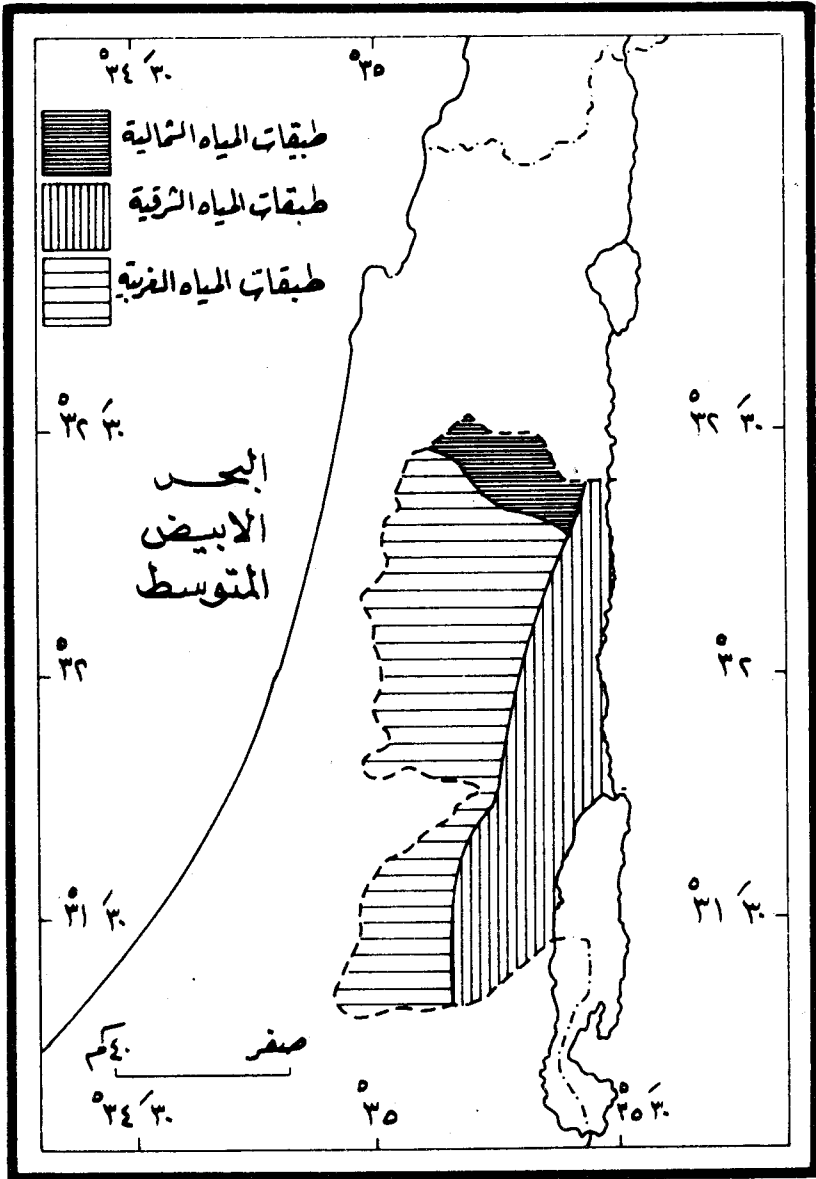 °٣٤ ´٣٠
°٣٥
طبقات المياه الشمالية
طبقات المياه الشرقية
طبقات المياه الغربية
°٣٢ ´٣٠
°٣٢ ´٣٠
البحر
الابيض
المتوسط
°٣٢
°٣٢
°٣١ ´٣٠
°٣١ ´٣٠
صفر
٤٠كم
°٣٤ ´٣٠
°٣٥
°٣٥ ´٣٠